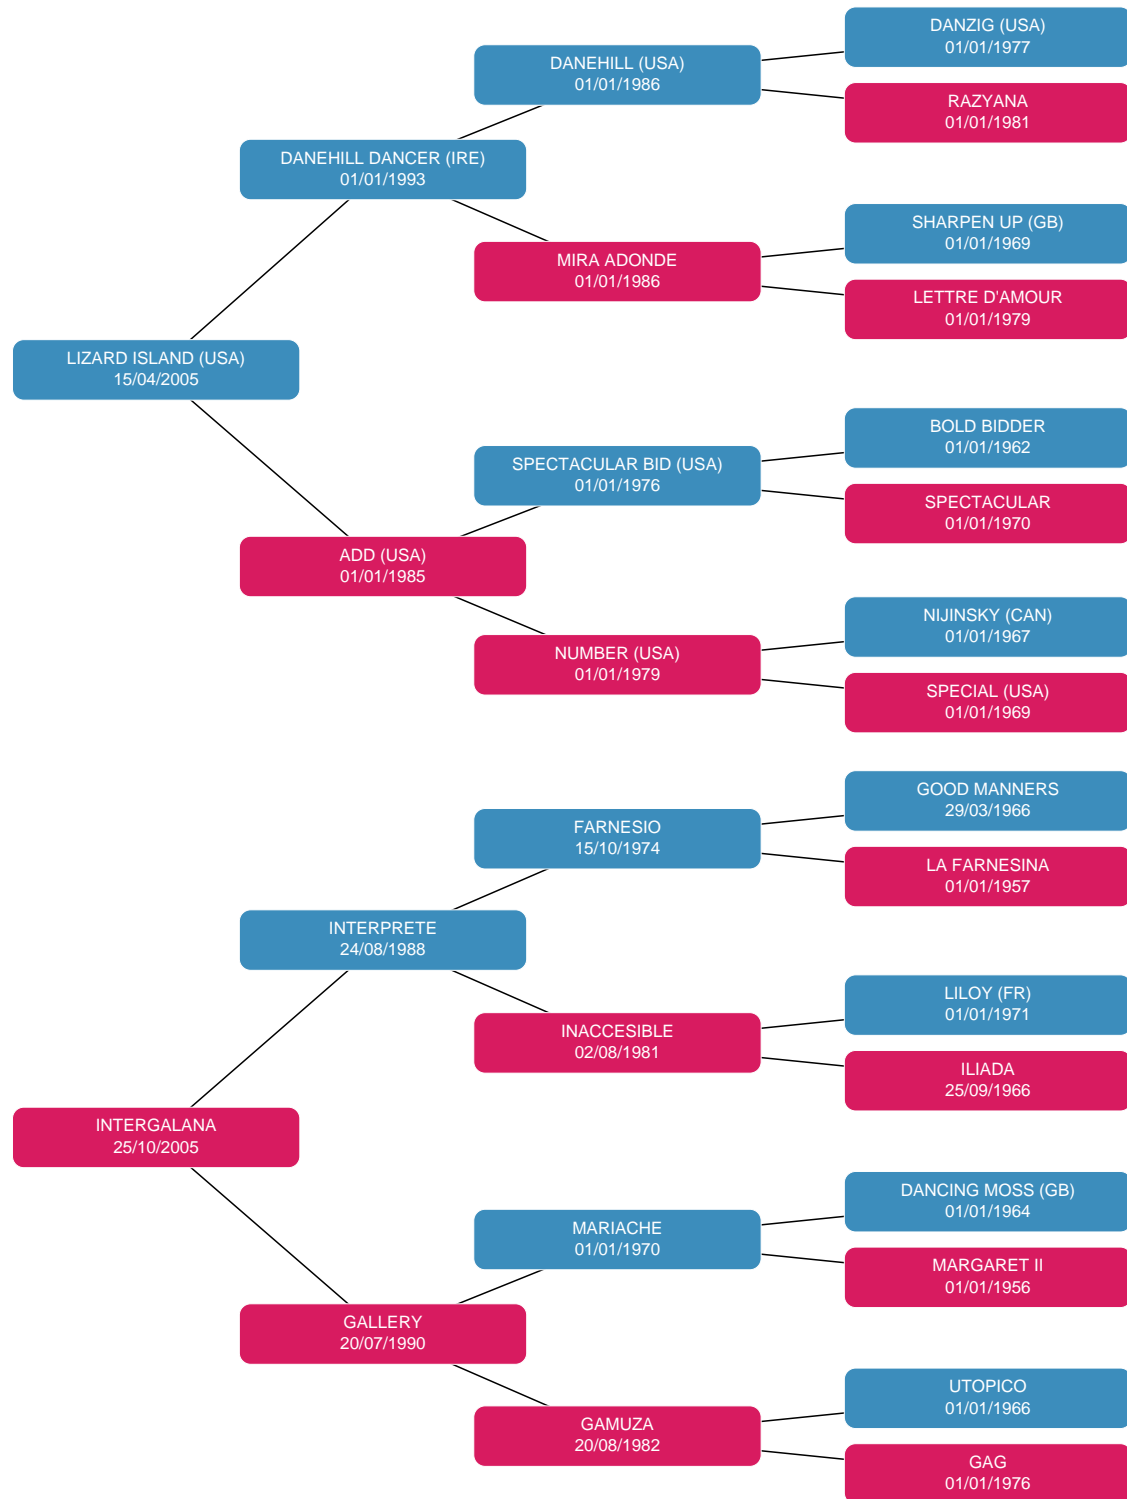 DANZIG (USA)
01/01/1977
DANEHILL (USA)
01/01/1986
RAZYANA
01/01/1981
DANEHILL DANCER (IRE)
01/01/1993
SHARPEN UP (GB)
01/01/1969
MIRA ADONDE
01/01/1986
LETTRE D'AMOUR
01/01/1979
LIZARD ISLAND (USA)
15/04/2005
BOLD BIDDER
01/01/1962
SPECTACULAR BID (USA)
01/01/1976
SPECTACULAR
01/01/1970
ADD (USA)
01/01/1985
NIJINSKY (CAN)
01/01/1967
NUMBER (USA)
01/01/1979
SPECIAL (USA)
01/01/1969
GOOD MANNERS
29/03/1966
FARNESIO
15/10/1974
LA FARNESINA
01/01/1957
INTERPRETE
24/08/1988
LILOY (FR)
01/01/1971
INACCESIBLE
02/08/1981
ILIADA
25/09/1966
INTERGALANA
25/10/2005
DANCING MOSS (GB)
01/01/1964
MARIACHE
01/01/1970
MARGARET II
01/01/1956
GALLERY
20/07/1990
UTOPICO
01/01/1966
GAMUZA
20/08/1982
GAG
01/01/1976